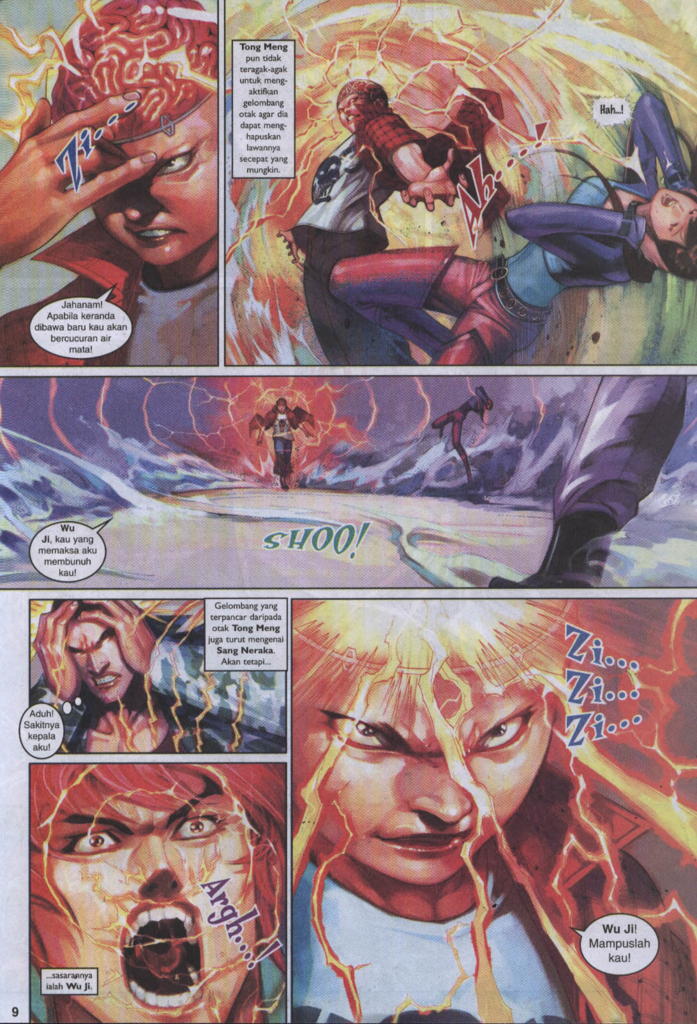 Zi...
Jahanam!
Apabila keranda
dibawa baru kau akan
bercucuran air
mata!
Tong Meng
pun tidak
teragak-agak
untuk meng-
aktifkan
gelombang
otak agar dia
dapat meng-
hapuskan
lawannya
secepat yang
mungkin.
Hah...!
Ah....!
Wu
Ji, kau yang
memaksa aku
membunuh
kau!
SHOO!
Gelombang yang
terpancar daripada
otak Tong Meng
juga turut mengenai
Sang Neraka.
Akan tetapi...
Aduh!
Sakitnya
kepala
aku!
Argh....!
...sasarannya
ialah Wu Ji.
Zi...
Zi...
Zi...
Wu Ji!
Mampuslah
kau!
9